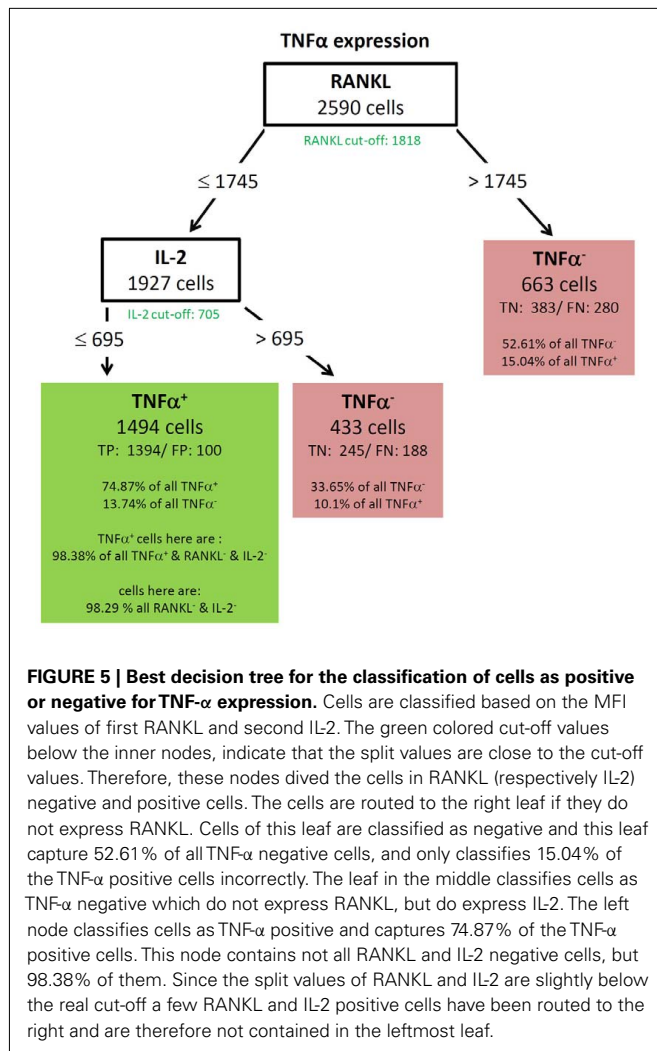 TNFα expression
RANKL
2590 cells
RANKL cut-off: 1818
≤ 1745
> 1745
IL-2
1927 cells
IL-2 cut-off: 705
≤ 695
> 695
TNFα⁻
663 cells
TN: 383/ FN: 280
52.61% of all TNFα⁻
15.04% of all TNFα⁺
TNFα⁺
1494 cells
TP: 1394/ FP: 100
74.87% of all TNFα⁺
13.74% of all TNFα⁻
TNFα⁺ cells here are :
98.38% of all TNFα⁺ & RANKL⁻ & IL-2⁻
cells here are:
98.29 % all RANKL⁻ & IL-2⁻
TNFα⁻
433 cells
TN: 245/ FN: 188
33.65% of all TNFα⁻
10.1% of all TNFα⁺
FIGURE 5 | Best decision tree for the classification of cells as positive
or negative for TNF-α expression. Cells are classified based on the MFI
values of first RANKL and second IL-2. The green colored cut-off values
below the inner nodes, indicate that the split values are close to the cut-off
values. Therefore, these nodes dived the cells in RANKL (respectively IL-2)
negative and positive cells. The cells are routed to the right leaf if they do
not express RANKL. Cells of this leaf are classified as negative and this leaf
capture 52.61% of all TNF-α negative cells, and only classifies 15.04% of
the TNF-α positive cells incorrectly. The leaf in the middle classifies cells as
TNF-α negative which do not express RANKL, but do express IL-2. The left
node classifies cells as TNF-α positive and captures 74.87% of the TNF-α
positive cells. This node contains not all RANKL and IL-2 negative cells, but
98.38% of them. Since the split values of RANKL and IL-2 are slightly below
the real cut-off a few RANKL and IL-2 positive cells have been routed to the
right and are therefore not contained in the leftmost leaf.